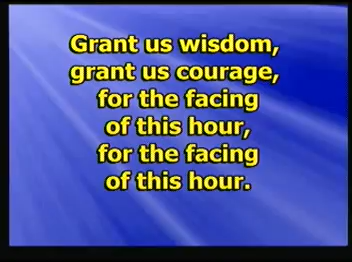 Grant us wisdom,
grant us courage,
for the facing
of this hour,
for the facing
of this hour.